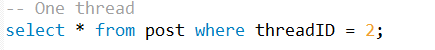 -- One thread
select * from post where threadID = 2;